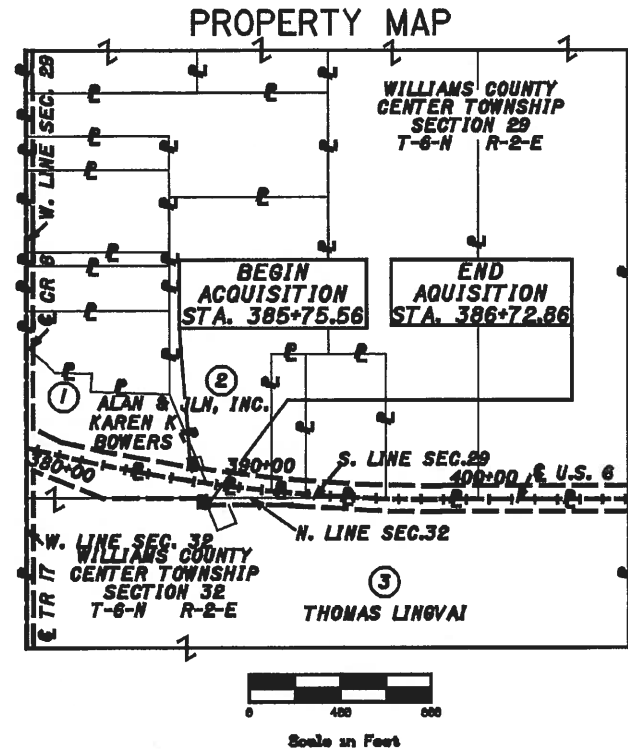 PROPERTY MAP
W. LINE SEC. 29
WILLIAMS COUNTY
CENTER TOWNSHIP
SECTION 29
T-6-N R-2-E
BEGIN
ACQUISITION
STA. 385+75.56
END
AQUISITION
STA. 386+72.86
1
2
ALAN &
KAREN K
BOWERS
JLN, INC.
380+00
390+00
S. LINE SEC.29
400+00
U.S. 6
N. LINE SEC.32
W. LINE SEC. 32
WILLIAMS COUNTY
CENTER TOWNSHIP
SECTION 32
T-6-N R-2-E
TR 17
3
THOMAS LINGVAI
0
Scale in Feet